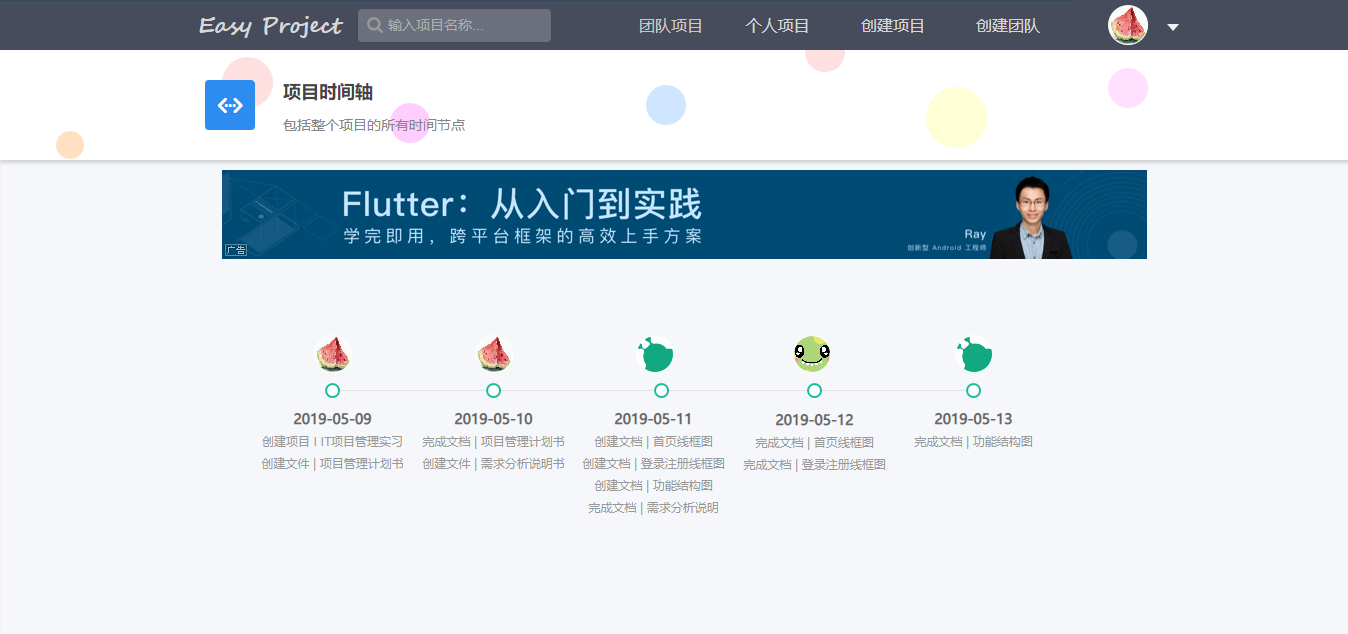 Easy Project 输入项目名称... 团队项目 个人项目 创建项目 创建团队
项目时间轴
包括整个项目的所有时间节点
Flutter：从入门到实践
学完即用，跨平台框架的高效上手方案
Ray
创新型 Android 工程师
广告
2019-05-09
创建项目 | IT项目管理实习
创建文件 | 项目管理计划书
2019-05-10
完成文档 | 项目管理计划书
创建文件 | 需求分析说明书
2019-05-11
创建文档 | 首页线框图
创建文档 | 登录注册线框图
创建文档 | 功能结构图
完成文档 | 需求分析说明
2019-05-12
完成文档 | 首页线框图
完成文档 | 登录注册线框图
2019-05-13
完成文档 | 功能结构图